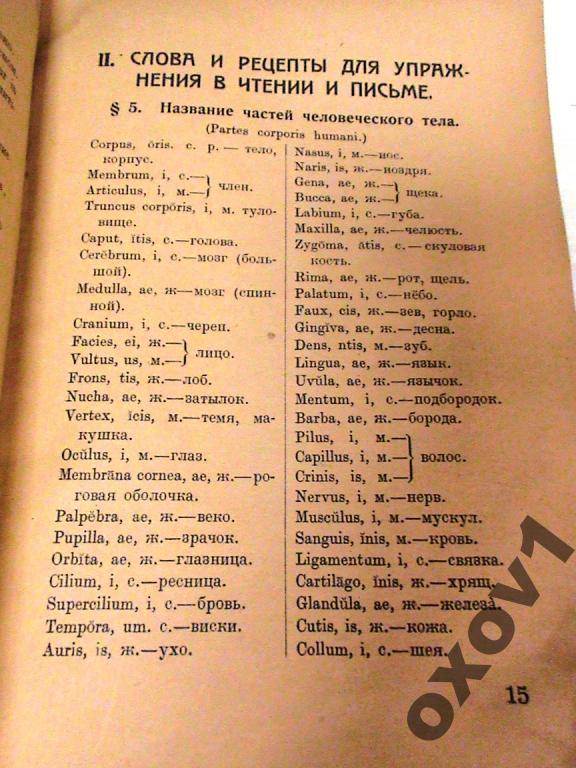 II. СЛОВА И РЕЦЕПТЫ ДЛЯ УПРАЖ-
НЕНИЯ В ЧТЕНИИ И ПИСЬМЕ.
§ 5. Название частей человеческого тела.
(Partes corporis humani.)
Corpus, ŏris. с. р.—тело,
корпус.
Membrum, i, с.—
Articulus, i, м.—
} член.
Truncus corpŏris, i, м. туло-
вище.
Caput, ĭtis, с.—голова.
Cerĕbrum, i, с.—мозг (боль-
шой).
Medulla, ae, ж—мозг (спин-
ной).
Cranium, i, с.—череп.
Facies, ei, ж.—
Vultus, us, м.—
} лицо.
Frons, tis, ж.—лоб.
Nucha, ae, ж.—затылок.
Vertex, ĭcis, м.—темя, ма-
кушка.
Ocŭlus, i, м.—глаз.
Membrāna cornea, ae, ж.—ро-
говая оболочка.
Palpĕbra, ae, ж.—веко.
Pupilla, ae, ж.—зрачок.
Orbĭta, ae, ж.—глазница.
Cilium, i, с.—ресница.
Supercilium, i, с.—бровь.
Tempŏra, um. с.—виски.
Auris, is, ж.—ухо.
Nasus, i, м.—нос.
Naris, is, ж.—ноздря.
Gena, ae, ж.—
Bucca, ae, ж.—
} щека.
Labium, i, с.—губа.
Maxilla, ae, ж.—челюсть.
Zygōma, ătis, с.—скуловая
кость.
Rima, ae, ж.—рот, щель.
Palatum, i, с.—нёбо.
Faux, cis, ж.—зев, горло.
Gingīva, ae, ж.—десна.
Dens, ntis, м.—зуб.
Lingua, ae, ж.—язык.
Uvŭla, ae, ж.—язычок.
Mentum, i, с.—подбородок.
Barba, ae, ж.—борода.
Pilus, i, м.—
Capillus, i, м.—
Crinis, is, м.—
} волос.
Nervus, i, м.—нерв.
Muscŭlus, i, м.—мускул.
Sanguis, ĭnis, м.—кровь.
Ligamentum, i, с.—связка.
Cartilāgo, ĭnis, ж.—хрящ.
Glandŭla, ae, ж.—железа.
Cutis, is, ж.—кожа.
Collum, i, с.—шея.
15
oxov1